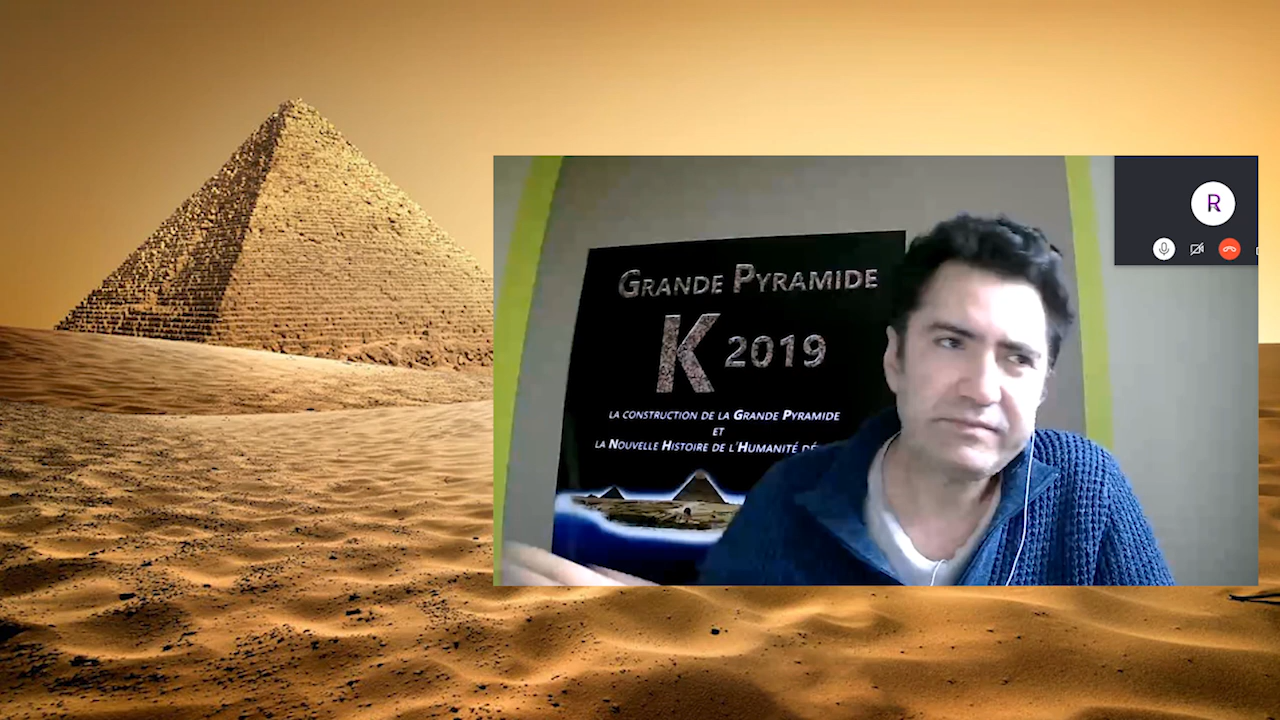 GRANDE PYRAMIDE
K 2019
LA CONSTRUCTION DE LA GRANDE PYRAMIDE
ET
LA NOUVELLE HISTOIRE DE L'HUMANITÉ
R